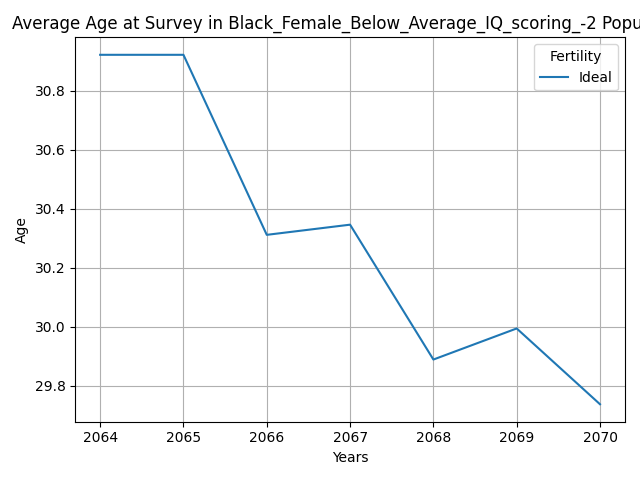 Average Age at Survey in Black_Female_Below_Average_IQ_scoring_-2 Popu
Fertility
Ideal
30.8
30.6
30.4
30.2
30.0
29.8
Age
2064 2065 2066 2067 2068 2069 2070
Years